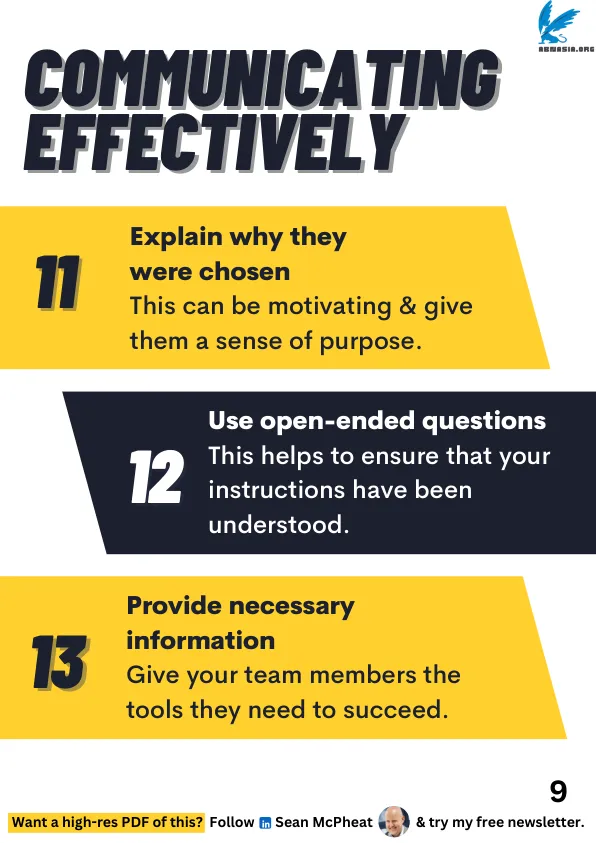 ABNASIA.ORG
COMMUNICATING
EFFECTIVELY
11
Explain why they
were chosen
This can be motivating & give
them a sense of purpose.
12
Use open-ended questions
This helps to ensure that your
instructions have been
understood.
13
Provide necessary
information
Give your team members the
tools they need to succeed.
9
Want a high-res PDF of this? Follow in Sean McPheat & try my free newsletter.